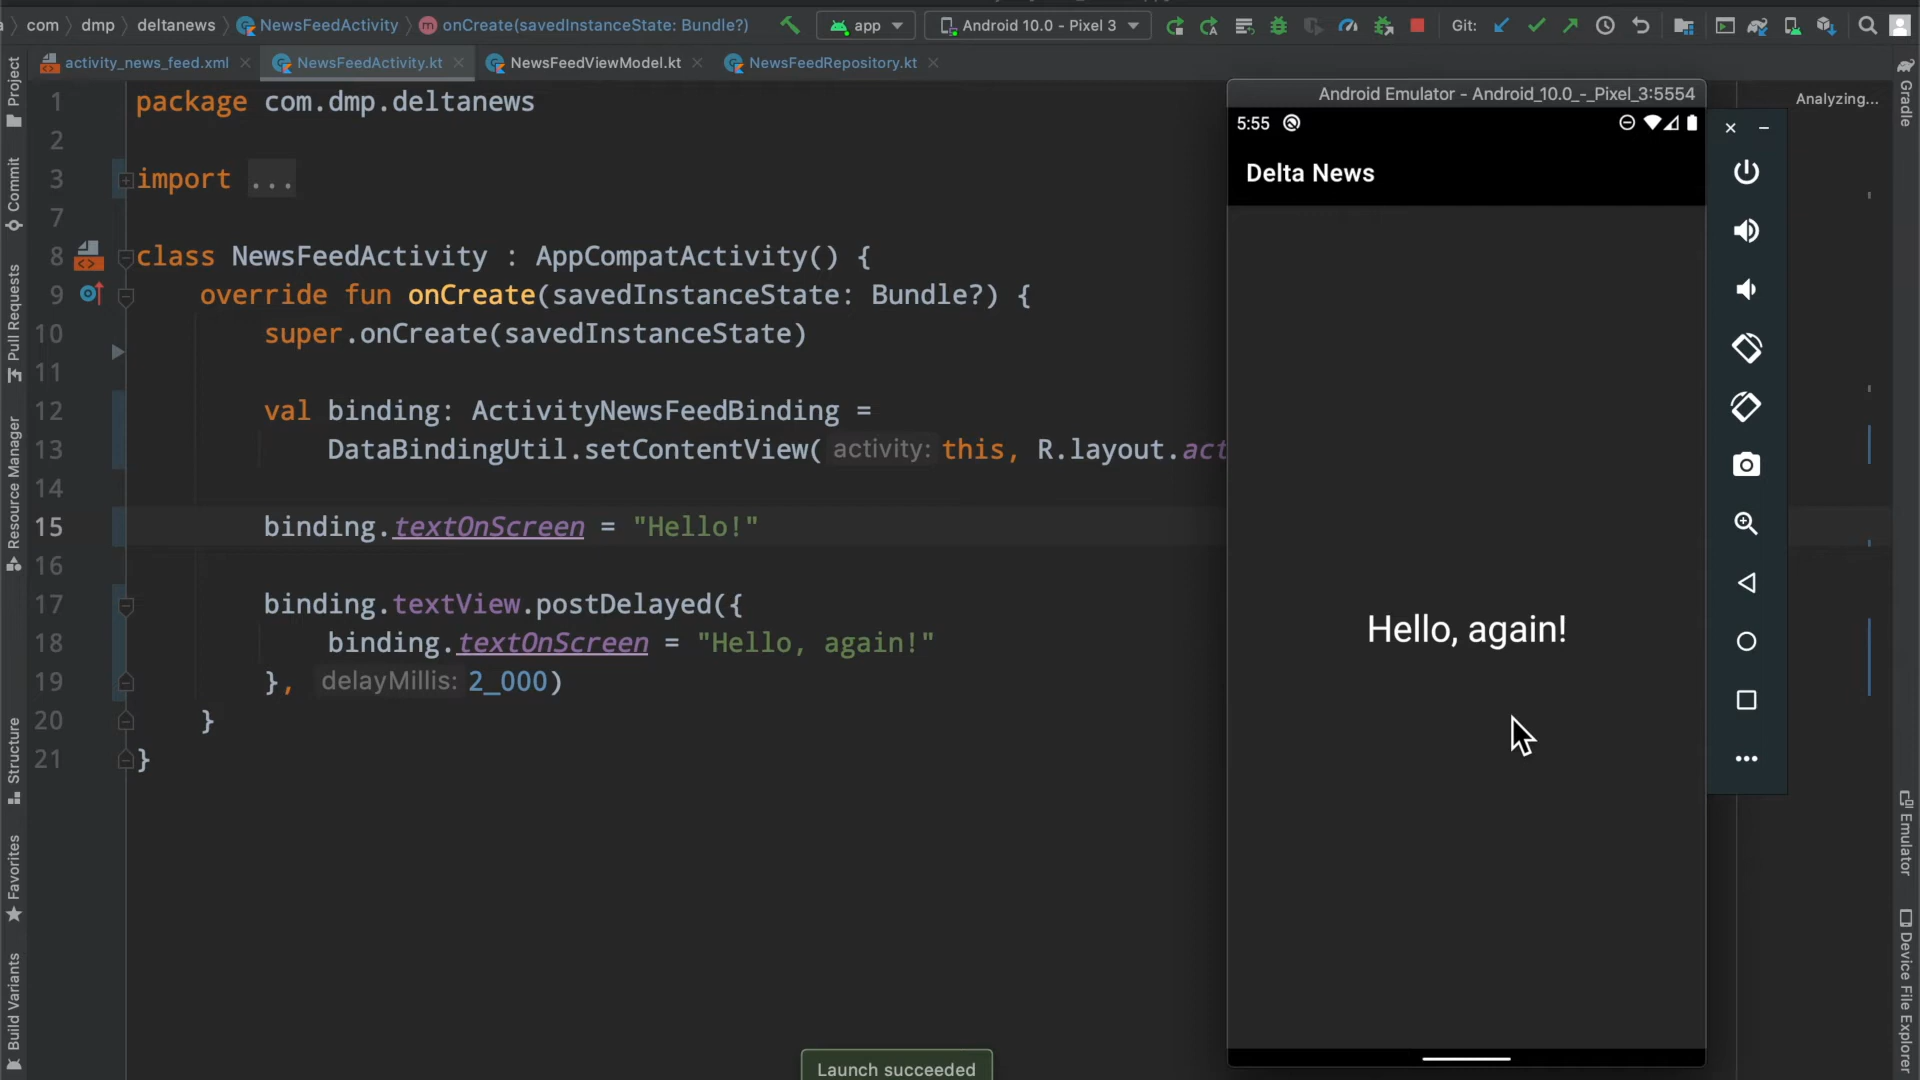 com dmp deltanews NewsFeedActivity onCreate(savedInstanceState: Bundle?) app Android 10.0 - Pixel 3 Git:
activity_news_feed.xml NewsFeedActivity.kt NewsFeedViewModel.kt NewsFeedRepository.kt
Project
Commit
Pull Requests
Resource Manager
Structure
Favorites
Build Variants
1 package com.dmp.deltanews
2
3 import ...
7
8 class NewsFeedActivity : AppCompatActivity() {
9 override fun onCreate(savedInstanceState: Bundle?) {
10 super.onCreate(savedInstanceState)
11
12 val binding: ActivityNewsFeedBinding =
13 DataBindingUtil.setContentView( activity: this, R.layout.act
14
15 binding.textOnScreen = "Hello!"
16
17 binding.textView.postDelayed({
18 binding.textOnScreen = "Hello, again!"
19 }, delayMillis: 2_000)
20 }
21 }
Launch succeeded
Android Emulator - Android_10.0_-_Pixel_3:5554
5:55
Delta News
Hello, again!
Analyzing...
Gradle
Emulator
Device File Explorer